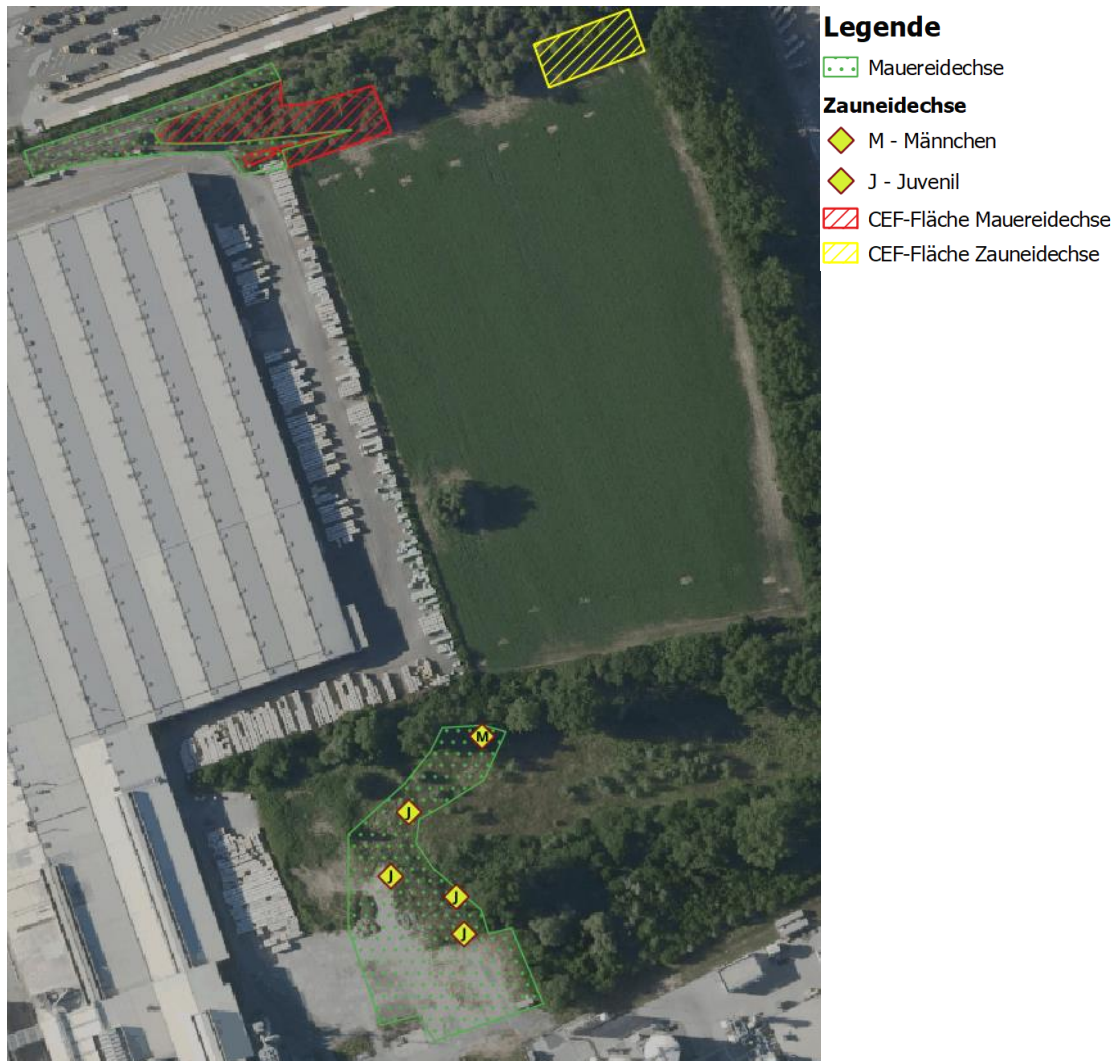 Legende
Mauereidechse
Zauneidechse
M - Männchen
J - Juvenil
CEF-Fläche Mauereidechse
CEF-Fläche Zauneidechse
M
J
J
J
J